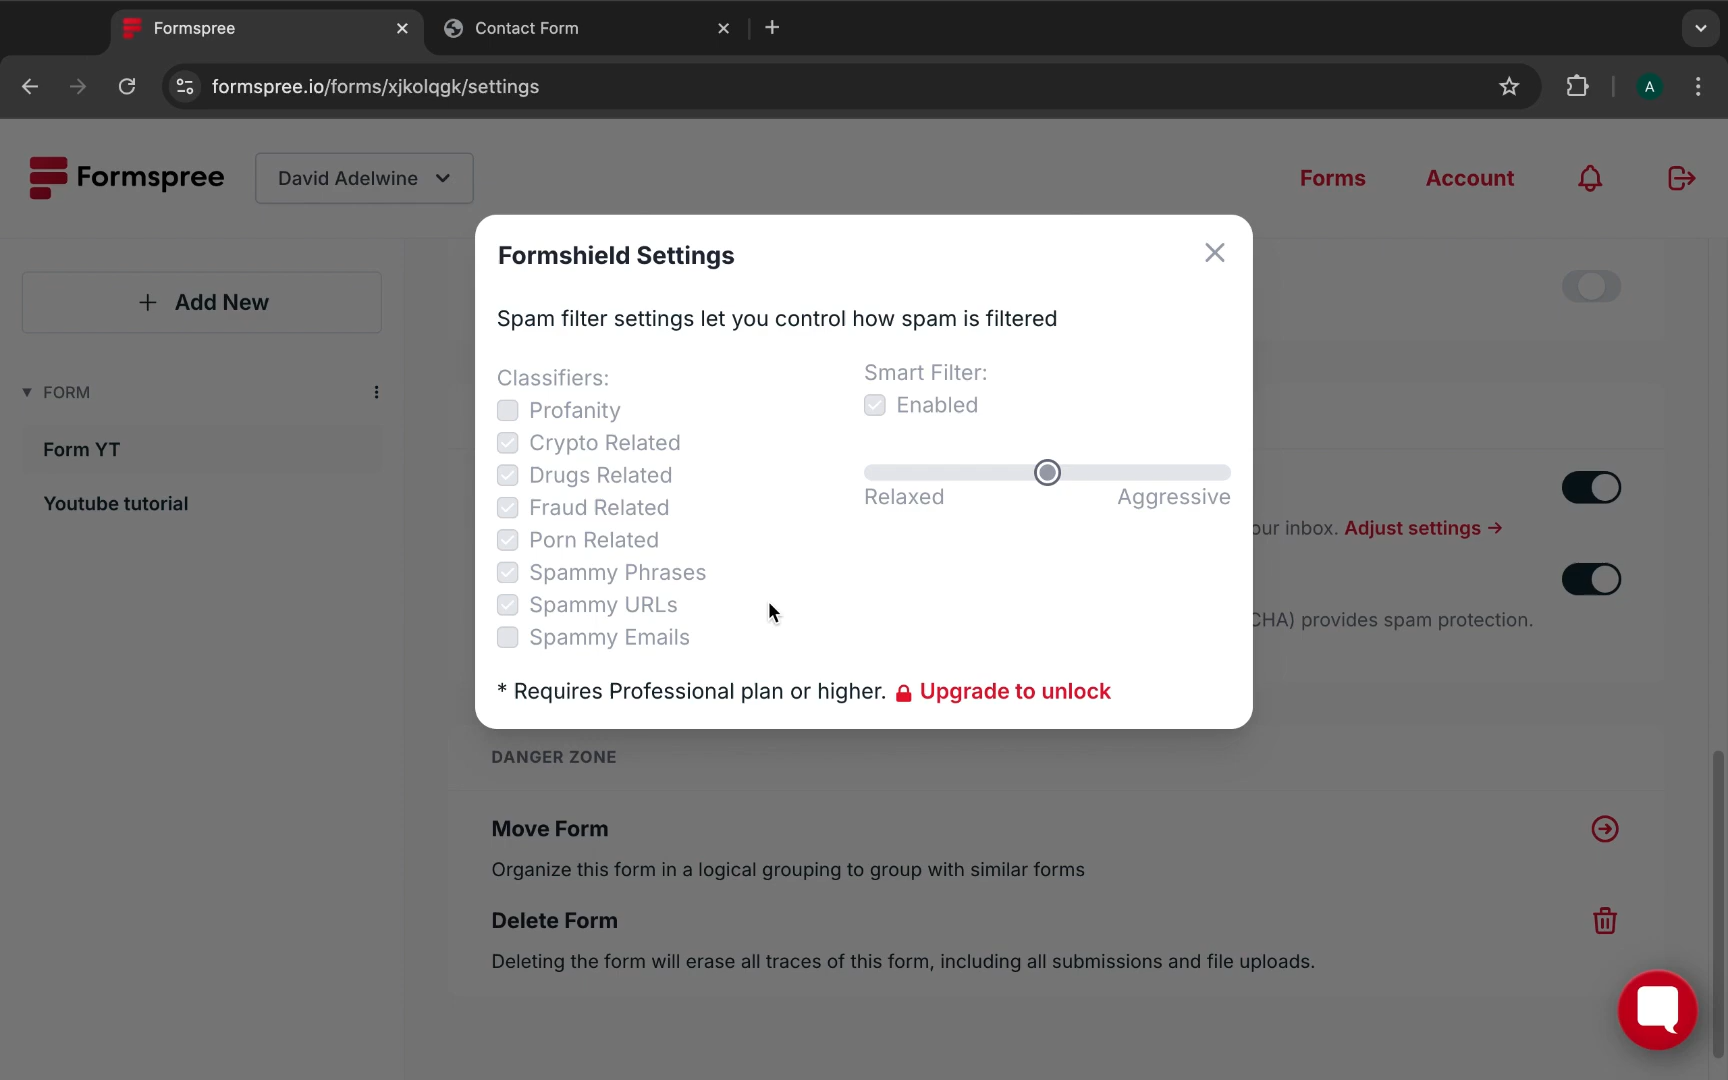 Formspree
Contact Form
formspree.io/forms/xjkolqgk/settings
A
Formspree
David Adelwine
Forms
Account
+ Add New
FORM
Form YT
Youtube tutorial
Formshield Settings
Spam filter settings let you control how spam is filtered
Classifiers:
Profanity
Crypto Related
Drugs Related
Fraud Related
Porn Related
Spammy Phrases
Spammy URLs
Spammy Emails
Smart Filter:
Enabled
Relaxed
Aggressive
* Requires Professional plan or higher. Upgrade to unlock
our inbox. Adjust settings →
CHA) provides spam protection.
DANGER ZONE
Move Form
Organize this form in a logical grouping to group with similar forms
Delete Form
Deleting the form will erase all traces of this form, including all submissions and file uploads.